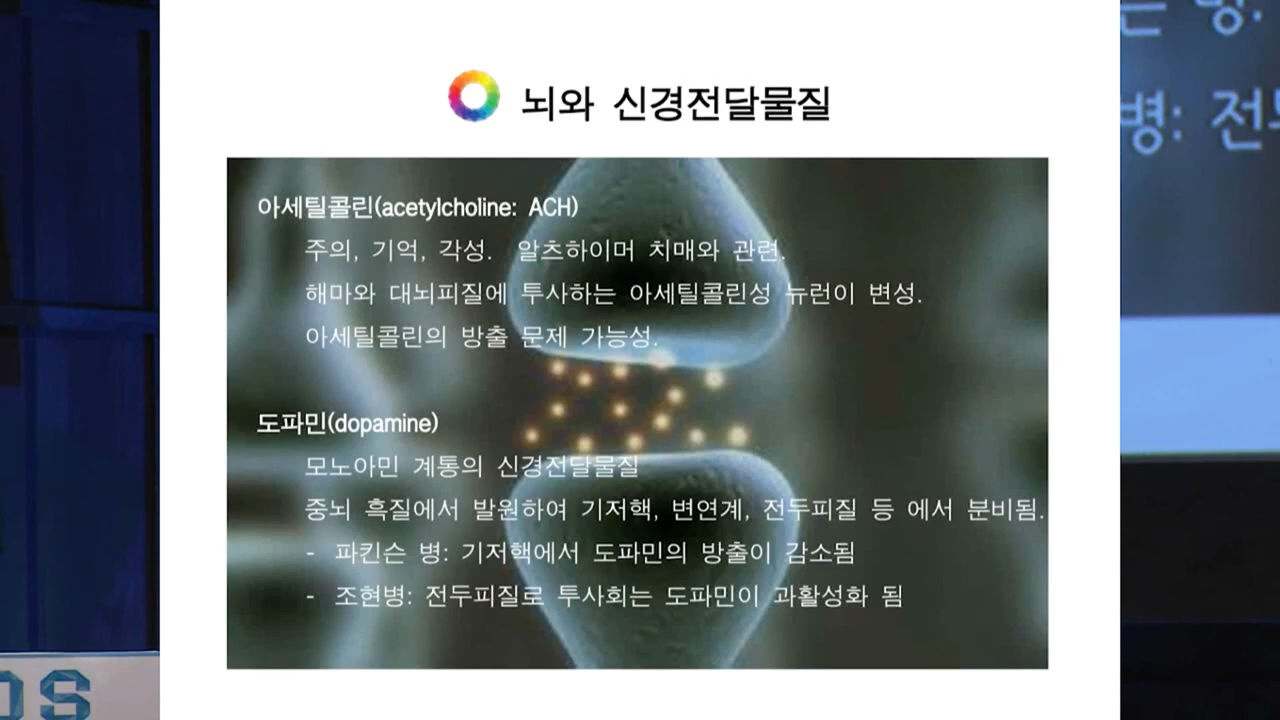 뇌와 신경전달물질
아세틸콜린(acetylcholine: ACH)
주의, 기억, 각성. 알츠하이머 치매와 관련.
해마와 대뇌피질에 투사하는 아세틸콜린성 뉴런이 변성.
아세틸콜린의 방출 문제 가능성.
도파민(dopamine)
모노아민 계통의 신경전달물질
중뇌 흑질에서 발원하여 기저핵, 변연계, 전두피질 등 에서 분비됨.
- 파킨슨 병: 기저핵에서 도파민의 방출이 감소됨
- 조현병: 전두피질로 투사회는 도파민이 과활성화 됨
병:
병: 전
OS